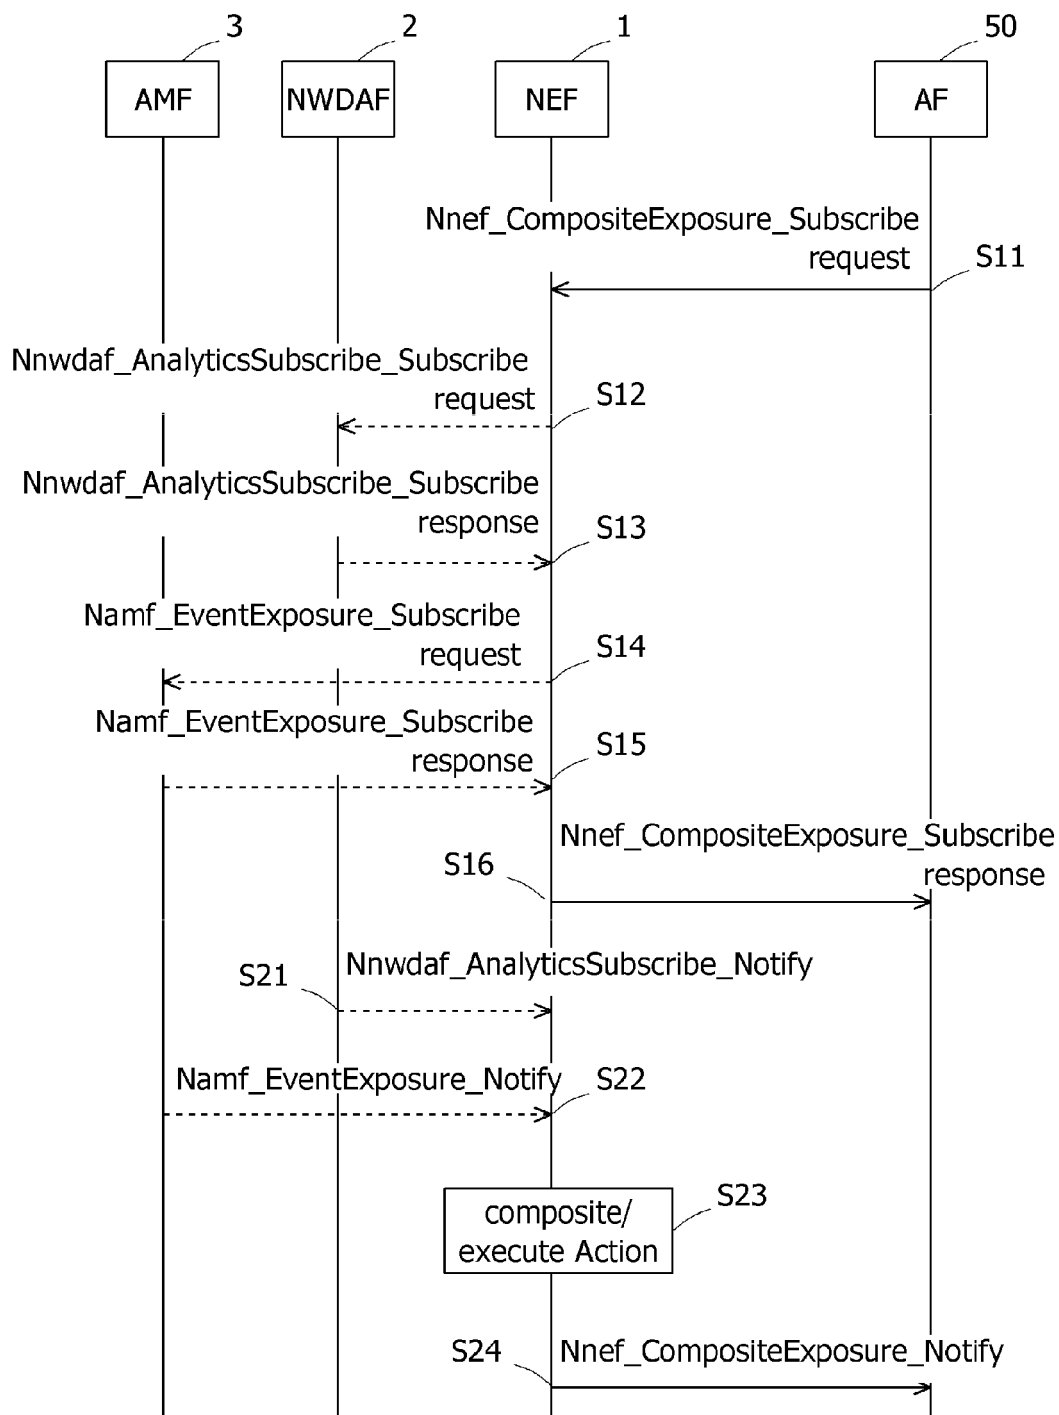 3
2
1
50
AMF
NWDAF
NEF
AF
Nnef_CompositeExposure_Subscribe
request
S11
Nnwdaf_AnalyticsSubscribe_Subscribe
request
S12
Nnwdaf_AnalyticsSubscribe_Subscribe
response
S13
Namf_EventExposure_Subscribe
request
S14
Namf_EventExposure_Subscribe
response
S15
Nnef_CompositeExposure_Subscribe
response
S16
Nnwdaf_AnalyticsSubscribe_Notify
S21
Namf_EventExposure_Notify
S22
composite/
execute Action
S23
S24
Nnef_CompositeExposure_Notify